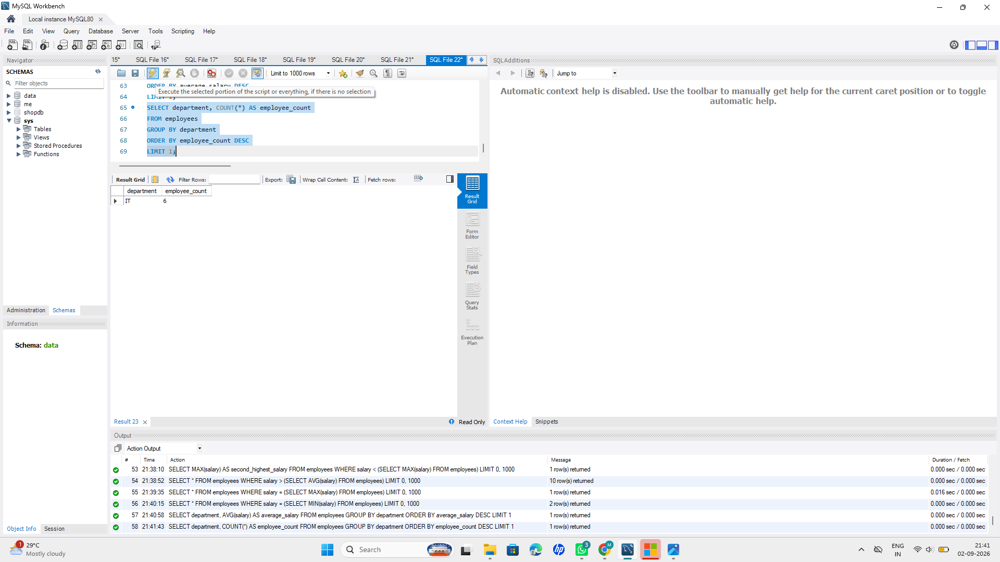 MySQL Workbench
Local instance MySQL80
File Edit View Query Database Server Tools Scripting Help
Navigator
SCHEMAS
Filter objects
data
me
shopdb
sys
Tables
Views
Stored Procedures
Functions
Administration Schemas
Information
Schema: data
Object Info Session
15* SQL File 16* SQL File 17* SQL File 18* SQL File 19* SQL File 20* SQL File 21* SQL File 22*
Limit to 1000 rows
63 ORDER BY average_salary DESC
Execute the selected portion of the script or everything, if there is no selection
64 LIMIT 1;
65 SELECT department, COUNT(*) AS employee_count
66 FROM employees
67 GROUP BY department
68 ORDER BY employee_count DESC
69 LIMIT 1;
Result Grid Filter Rows: Export: Wrap Cell Content: Fetch rows:
department employee_count
IT 6
Result Grid
Form Editor
Field Types
Query Stats
Execution Plan
Result 23 Read Only
SQLAdditions
Jump to
Automatic context help is disabled. Use the toolbar to manually get help for the current caret position or to toggle
automatic help.
Context Help Snippets
Output
Action Output
# Time Action Message Duration / Fetch
53 21:38:10 SELECT MAX(salary) AS second_highest_salary FROM employees WHERE salary < (SELECT MAX(salary) FROM employees) LIMIT 0, 1000 1 row(s) returned 0.000 sec / 0.000 sec
54 21:38:52 SELECT * FROM employees WHERE salary > (SELECT AVG(salary) FROM employees) LIMIT 0, 1000 10 row(s) returned 0.000 sec / 0.000 sec
55 21:39:35 SELECT * FROM employees WHERE salary = (SELECT MAX(salary) FROM employees) LIMIT 0, 1000 1 row(s) returned 0.016 sec / 0.000 sec
56 21:40:15 SELECT * FROM employees WHERE salary = (SELECT MIN(salary) FROM employees) LIMIT 0, 1000 2 row(s) returned 0.000 sec / 0.000 sec
57 21:40:58 SELECT department, AVG(salary) AS average_salary FROM employees GROUP BY department ORDER BY average_salary DESC LIMIT 1 1 row(s) returned 0.000 sec / 0.000 sec
58 21:41:43 SELECT department, COUNT(*) AS employee_count FROM employees GROUP BY department ORDER BY employee_count DESC LIMIT 1 1 row(s) returned 0.000 sec / 0.000 sec
1
29°C
Mostly cloudy
Search
hp
3
M
ENG
IN
21:41
02-09-2026